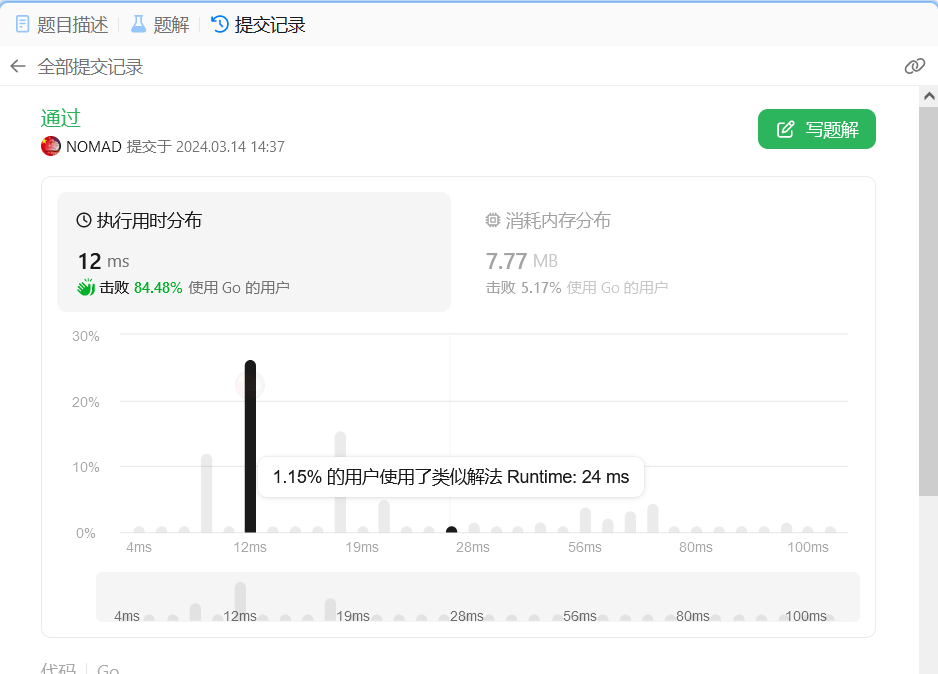 题目描述 题解 提交记录
全部提交记录
通过
NOMAD 提交于 2024.03.14 14:37
写题解
执行用时分布
12 ms
击败 84.48% 使用 Go 的用户
消耗内存分布
7.77 MB
击败 5.17% 使用 Go 的用户
30%
20%
10%
0%
1.15% 的用户使用了类似解法 Runtime: 24 ms
4ms 12ms 19ms 28ms 56ms 80ms 100ms
4ms 12ms 19ms 28ms 56ms 80ms 100ms
代码 Go